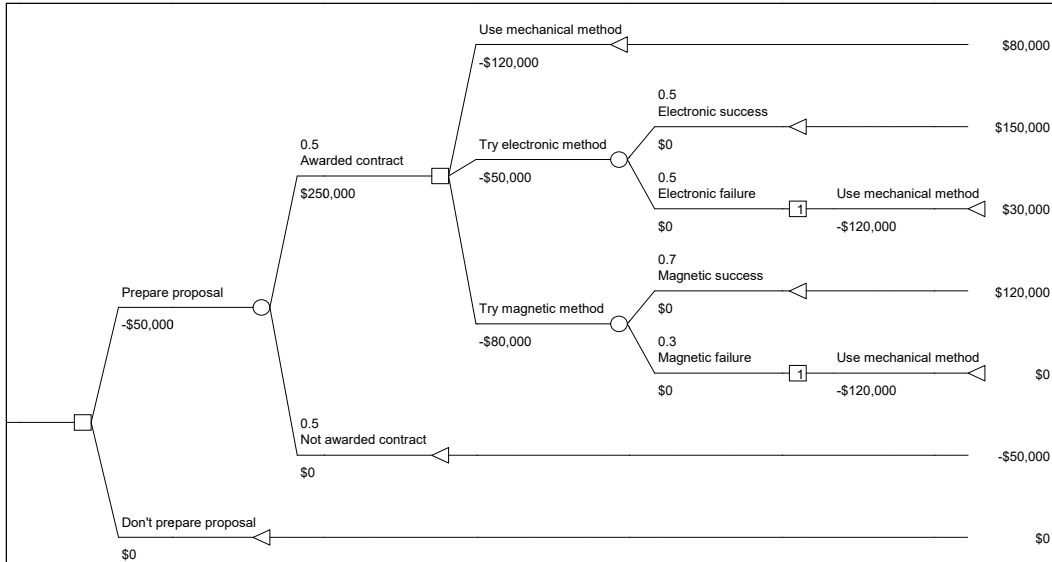 Use mechanical method
-$120,000
$80,000
0.5
Electronic success
$0
$150,000
Try electronic method
-$50,000
0.5
Awarded contract
$250,000
0.5
Electronic failure
$0
1
Use mechanical method
-$120,000
$30,000
0.7
Magnetic success
$0
$120,000
Prepare proposal
-$50,000
Try magnetic method
-$80,000
0.3
Magnetic failure
$0
1
Use mechanical method
-$120,000
$0
0.5
Not awarded contract
$0
-$50,000
Don't prepare proposal
$0
$0